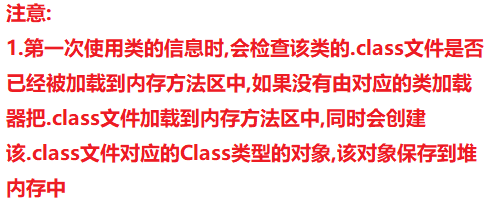 注意:
1.第一次使用类的信息时,会检查该类的.class文件是否
已经被加载到内存方法区中,如果没有由对应的类加载
器把.class文件加载到内存方法区中,同时会创建
该.class文件对应的Class类型的对象,该对象保存到堆
内存中